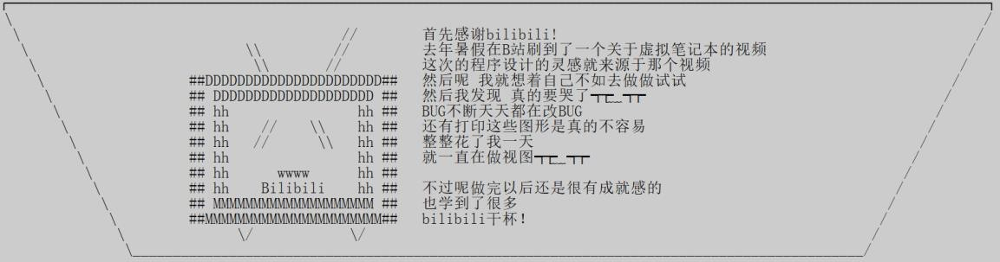 首先感谢bilibili!
去年暑假在B站刷到了一个关于虚拟笔记本的视频
这次的程序设计的灵感就来源于那个视频
##DDDDDDDDDDDDDDDDDDDDDD## 然后呢 我就想着自己不如去做做试试
## DDDDDDDDDDDDDDDDDDDD ## 然后我发现 真的要哭了┭┮﹏┭┮
## hh hh ## BUG不断天天都在改BUG
## hh // \\ hh ## 还有打印这些图形是真的不容易
## hh // \\ hh ## 整整花了我一天
## hh hh ## 就一直在做视图┭┮﹏┭┮
## hh wwww hh ##
## hh Bilibili hh ## 不过呢做完以后还是很有成就感的
## MMMMMMMMMMMMMMMMMMMM ## 也学到了很多
##MMMMMMMMMMMMMMMMMMMMMM## bilibili干杯!